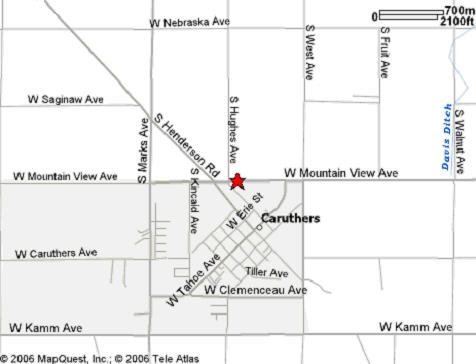 700m
0 2100ft
W Nebraska Ave
S West Ave
S Fruit Ave
W Saginaw Ave
S Hughes Ave
S Henderson Rd
S Marks Ave
Davis Ditch
S Walnut Ave
W Mountain View Ave
S Kincaid Ave
W Mountain View Ave
W Erie St
Caruthers
W Caruthers Ave
W Tahoe Ave
Tiller Ave
W Clemenceau Ave
W Kamm Ave
W Kamm Ave
© 2006 MapQuest, Inc.; © 2006 Tele Atlas